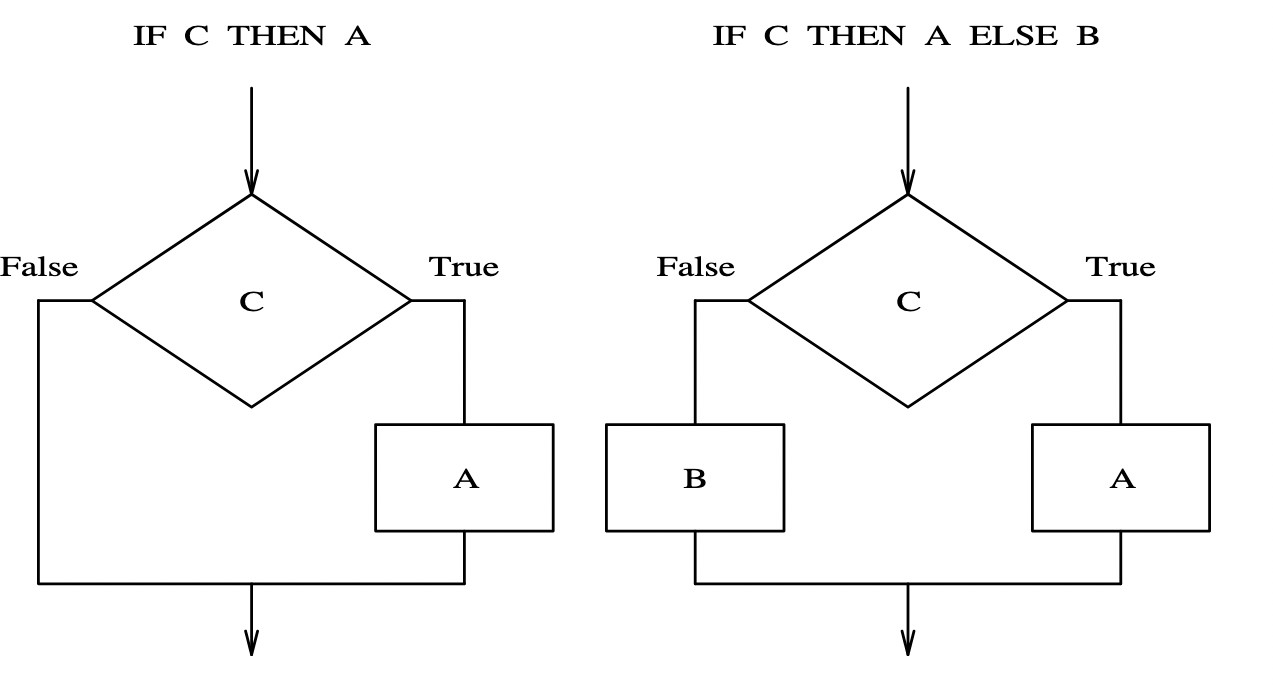 IF C THEN A
IF C THEN A ELSE B
False
True
C
A
False
True
C
B
A